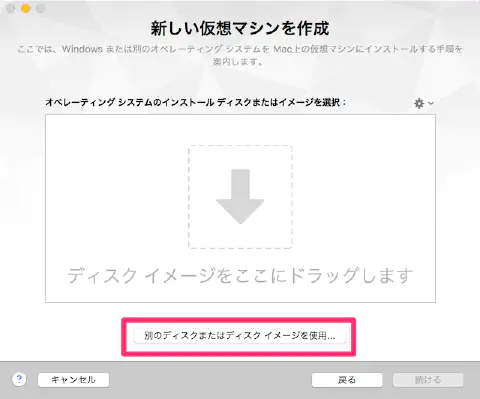 新しい仮想マシンを作成
ここでは、Windows または別のオペレーティング システムを Mac上の仮想マシンにインストールする手順を
案内します。
オペレーティング システムのインストール ディスクまたはイメージを選択：
ディスク イメージをここにドラッグします
別のディスクまたはディスク イメージを使用...
?
キャンセル
戻る
続ける